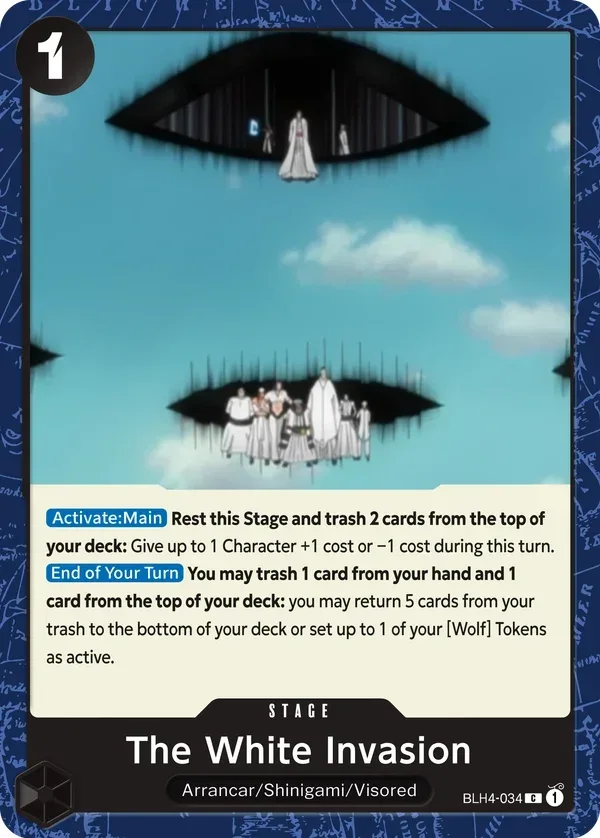 1
Activate:Main Rest this Stage and trash 2 cards from the top of
your deck: Give up to 1 Character +1 cost or −1 cost during this turn.
End of Your Turn You may trash 1 card from your hand and 1
card from the top of your deck: you may return 5 cards from your
trash to the bottom of your deck or set up to 1 of your [Wolf] Tokens
as active.
STAGE
The White Invasion
Arrancar/Shinigami/Visored
BLH4-034 C 1